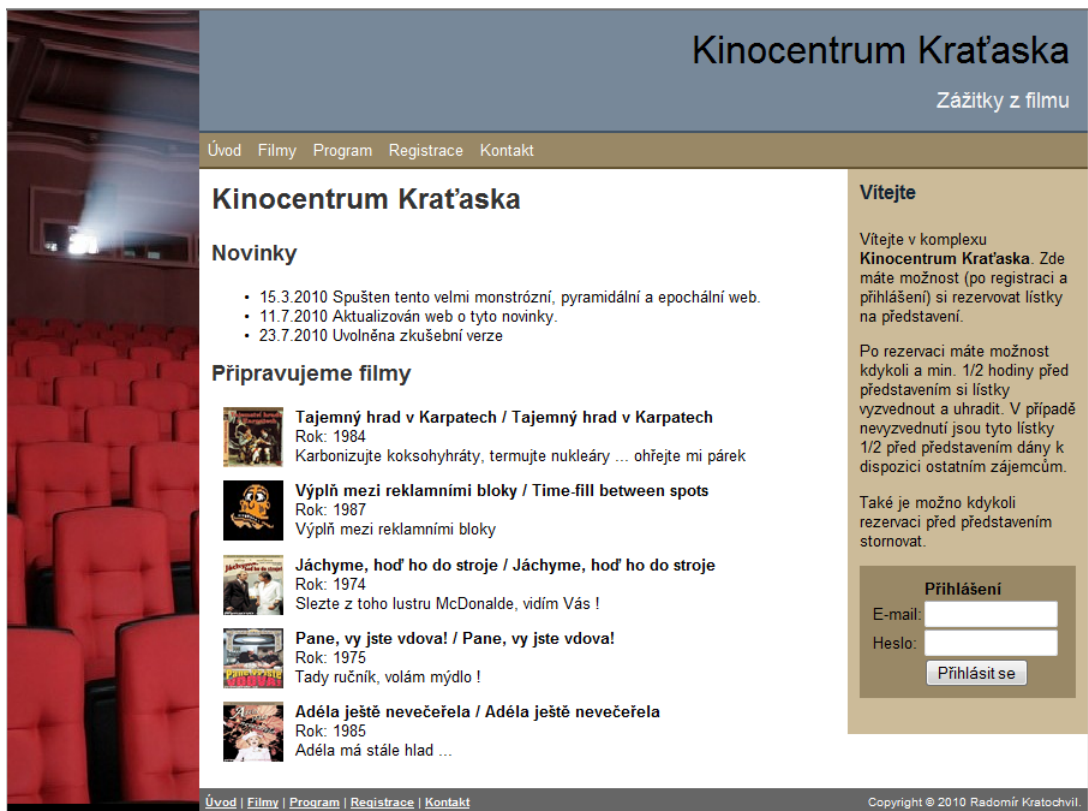 Kinocentrum Kraťaska
Zážitky z filmu
Úvod Filmy Program Registrace Kontakt
Kinocentrum Kraťaska
Novinky
• 15.3.2010 Spušten tento velmi monstrózní, pyramidální a epochální web.
• 11.7.2010 Aktualizován web o tyto novinky.
• 23.7.2010 Uvolněna zkušební verze
Připravujeme filmy
Tajemný hrad v Karpatech / Tajemný hrad v Karpatech
Rok: 1984
Karbonizujte koksohyhráty, termujte nukleáry ... ohřejte mi párek
Výplň mezi reklamními bloky / Time-fill between spots
Rok: 1987
Výplň mezi reklamními bloky
Jáchyme, hoď ho do stroje / Jáchyme, hoď ho do stroje
Rok: 1974
Slezte z toho lustru McDonalde, vidím Vás !
Pane, vy jste vdova! / Pane, vy jste vdova!
Rok: 1975
Tady ručník, volám mýdlo !
Adéla ještě nevečeřela / Adéla ještě nevečeřela
Rok: 1985
Adéla má stále hlad ...
Vítejte
Vítejte v komplexu
Kinocentrum Kraťaska. Zde
máte možnost (po registraci a
přihlášení) si rezervovat lístky
na představení.
Po rezervaci máte možnost
kdykoli a min. 1/2 hodiny před
představením si lístky
vyzvednout a uhradit. V případě
nevyzvednutí jsou tyto lístky
1/2 před představením dány k
dispozici ostatním zájemcům.
Také je možno kdykoli
rezervaci před představením
stornovat.
Přihlášení
E-mail:
Heslo:
Přihlásit se
Úvod | Filmy | Program | Registrace | Kontakt
Copyright © 2010 Radomír Kratochvil.